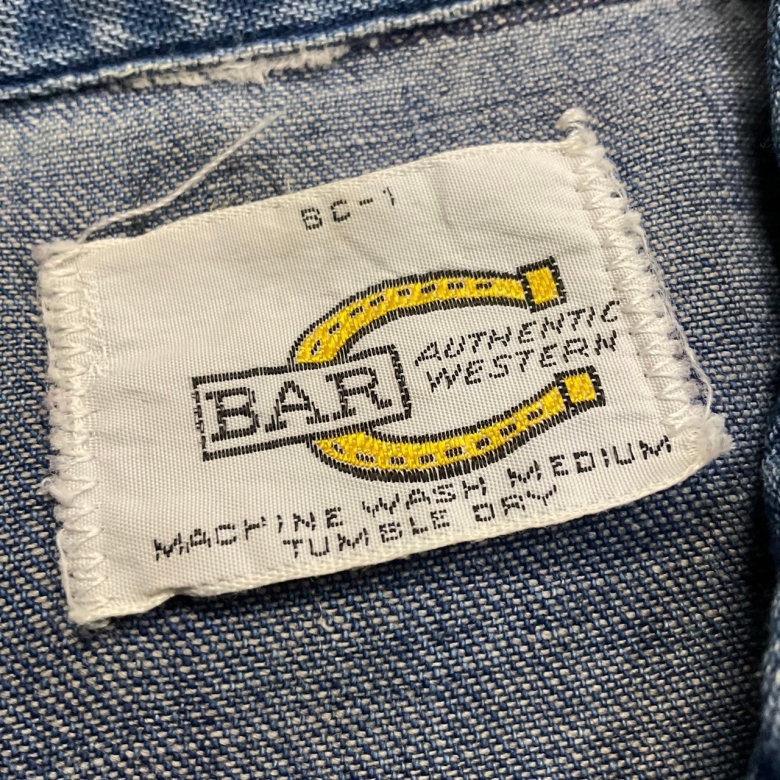 BC-1
BAR
AUTHENTIC
WESTERN
MACHINE WASH MEDIUM
TUMBLE DRY